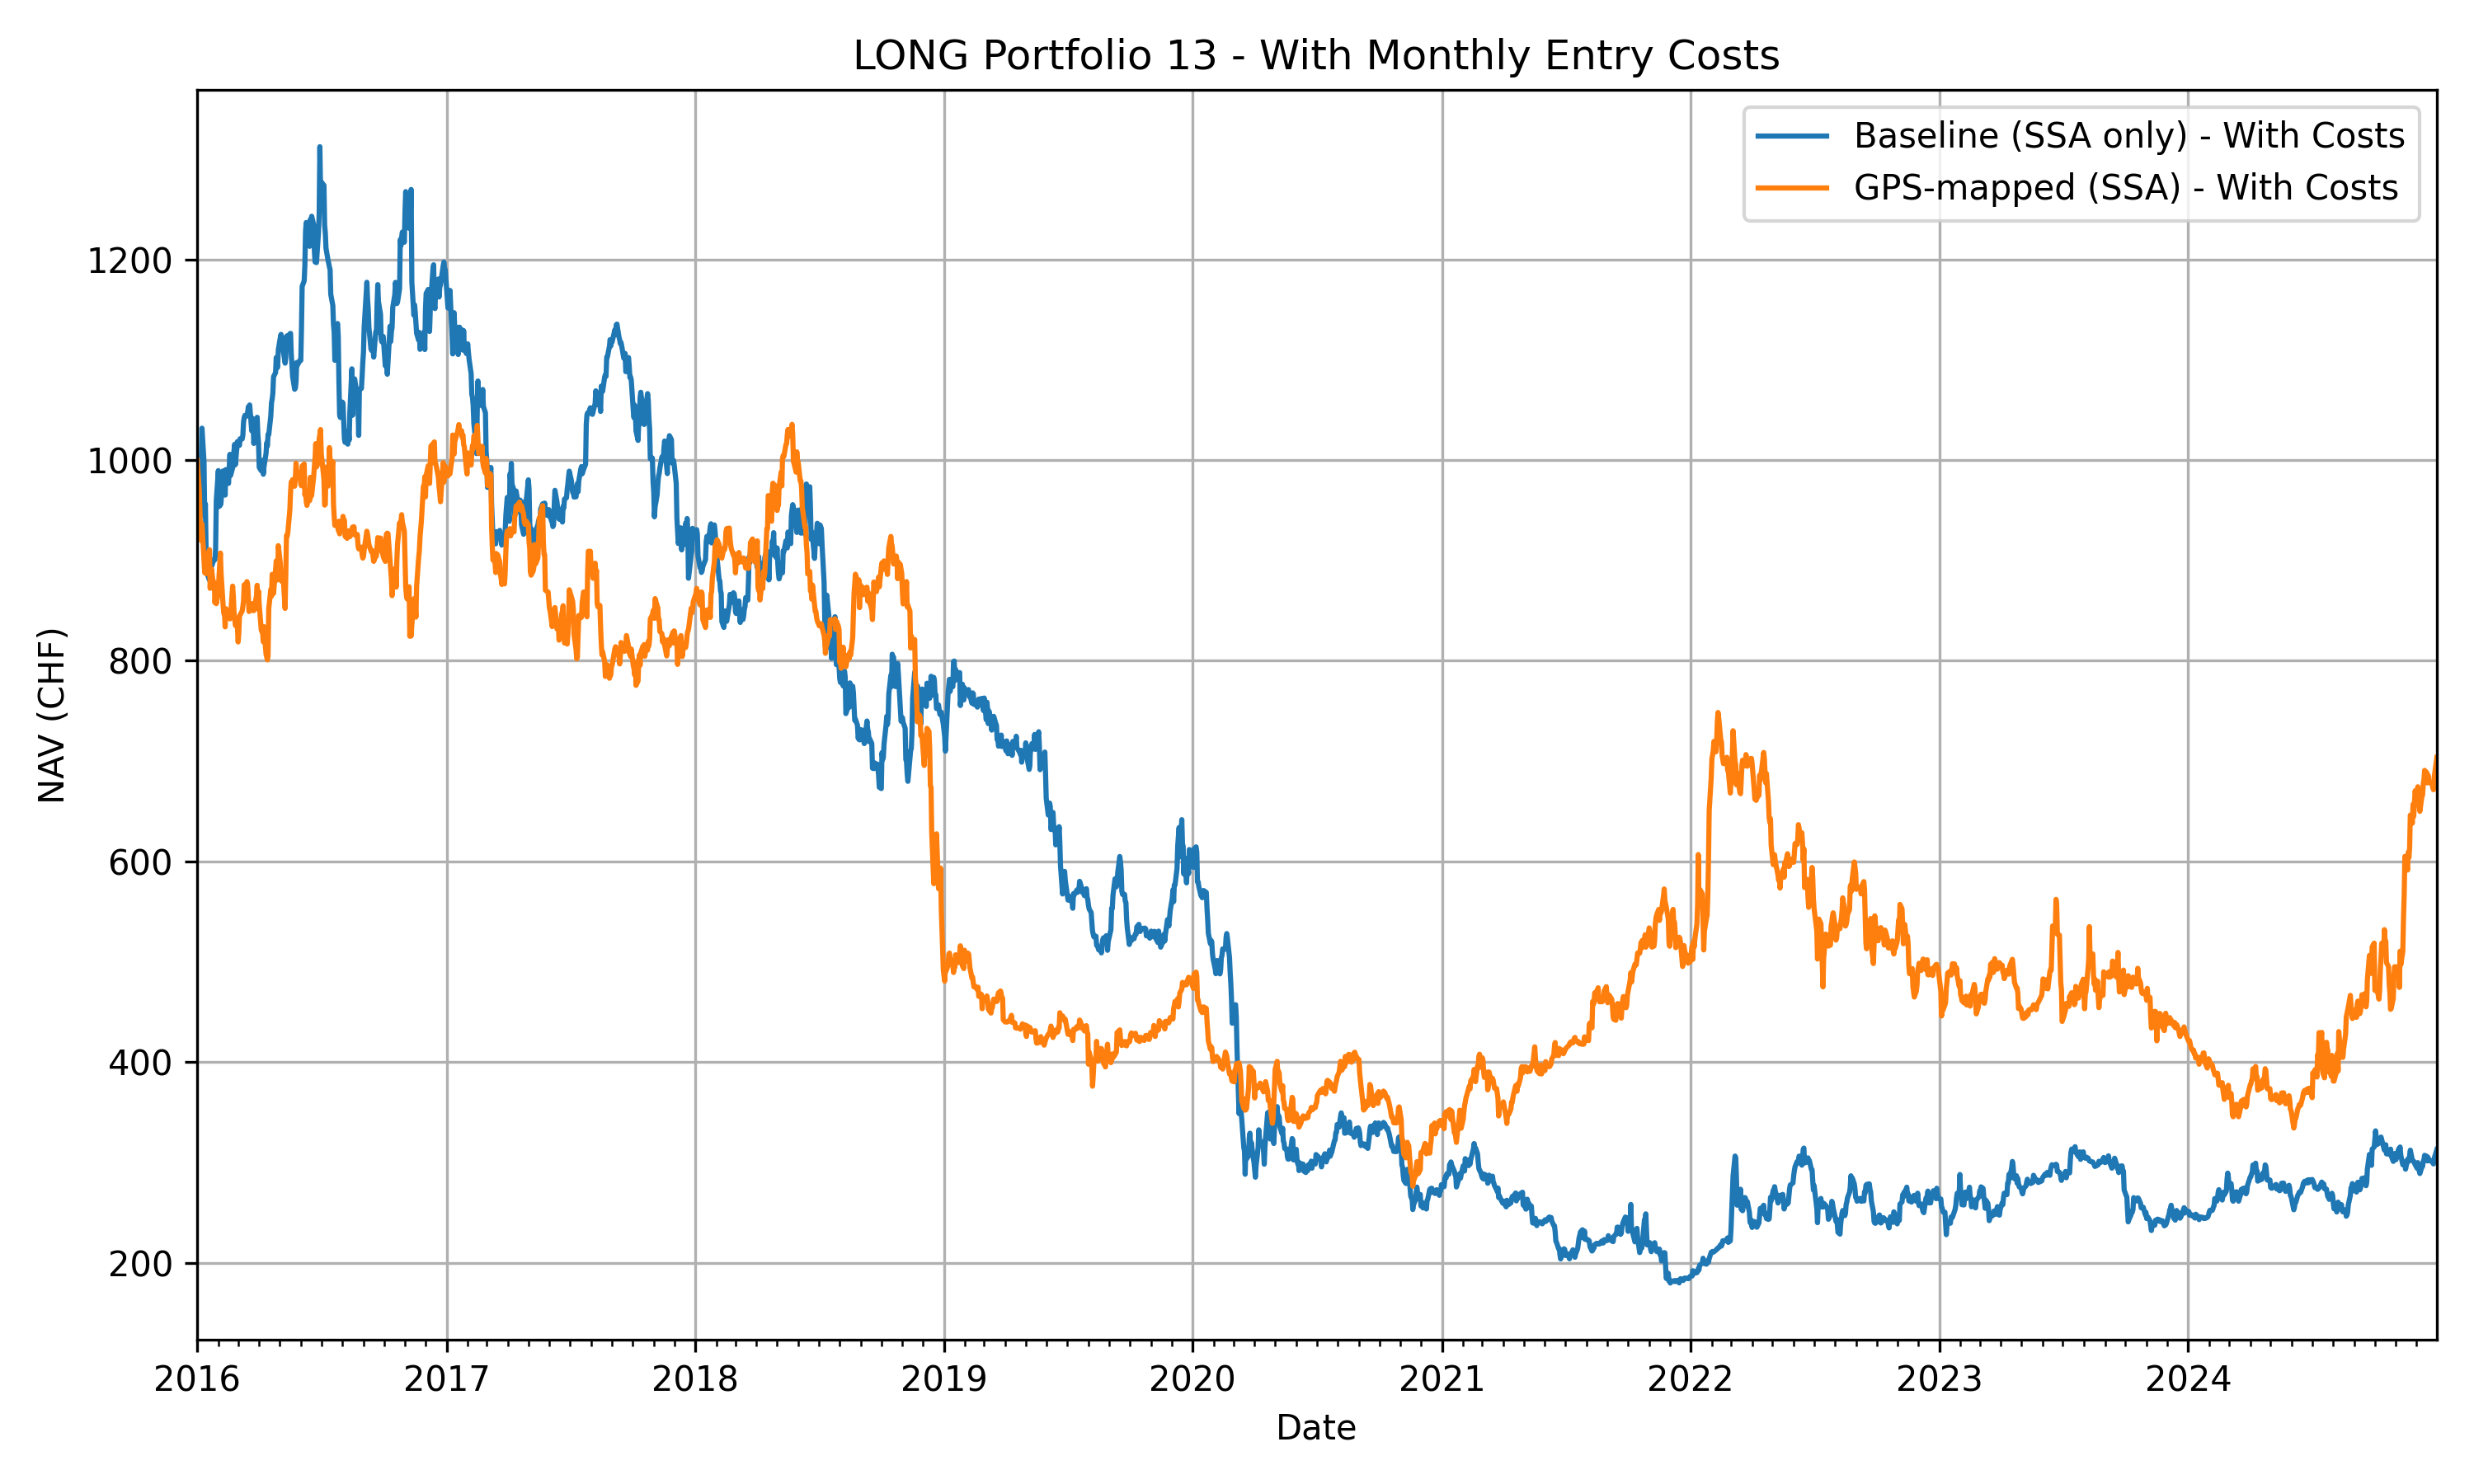 LONG Portfolio 13 - With Monthly Entry Costs
Baseline (SSA only) - With Costs
GPS-mapped (SSA) - With Costs
NAV (CHF)
1200
1000
800
600
400
200
2016 2017 2018 2019 2020 2021 2022 2023 2024
Date